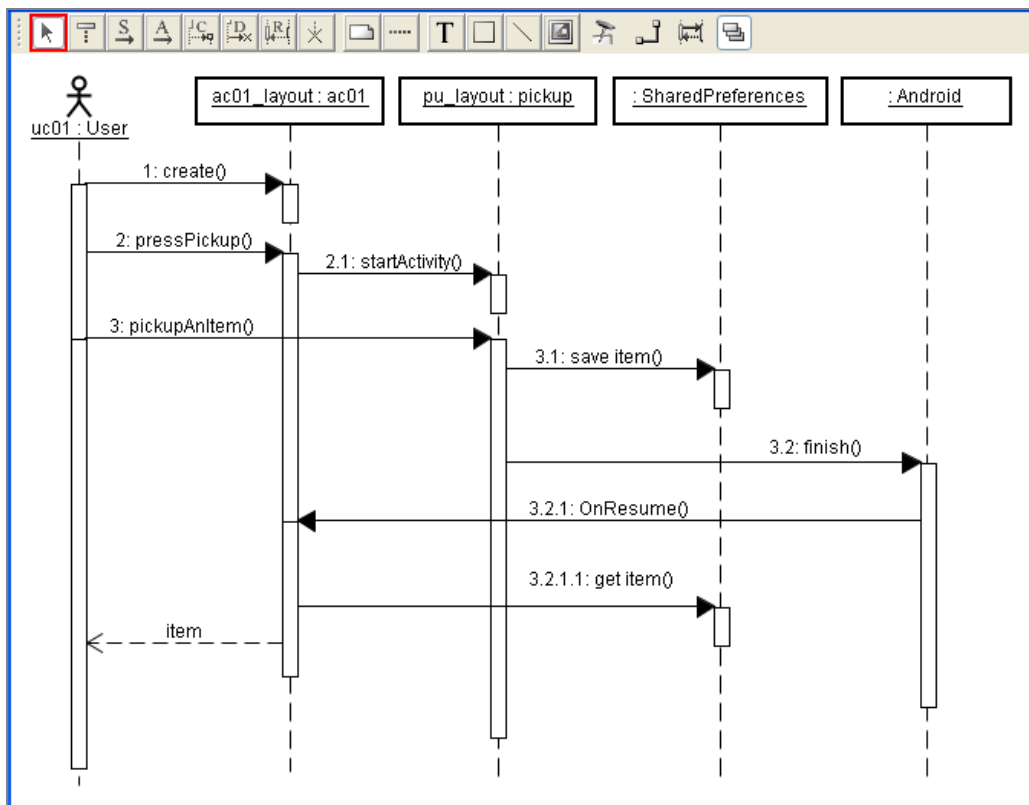 S A C D R T
uc01 : User
ac01_layout : ac01
pu_layout : pickup
: SharedPreferences
: Android
1: create()
2: pressPickup()
2.1: startActivity()
3: pickupAnItem()
3.1: save item()
3.2: finish()
3.2.1: OnResume()
3.2.1.1: get item()
item